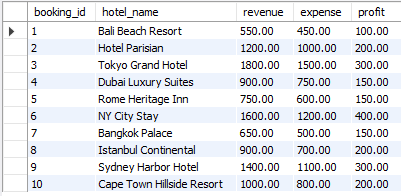 booking_id hotel_name revenue expense profit
1 Bali Beach Resort 550.00 450.00 100.00
2 Hotel Parisian 1200.00 1000.00 200.00
3 Tokyo Grand Hotel 1800.00 1500.00 300.00
4 Dubai Luxury Suites 900.00 750.00 150.00
5 Rome Heritage Inn 750.00 600.00 150.00
6 NY City Stay 1600.00 1200.00 400.00
7 Bangkok Palace 650.00 500.00 150.00
8 Istanbul Continental 900.00 700.00 200.00
9 Sydney Harbor Hotel 1400.00 1100.00 300.00
10 Cape Town Hillside Resort 1000.00 800.00 200.00